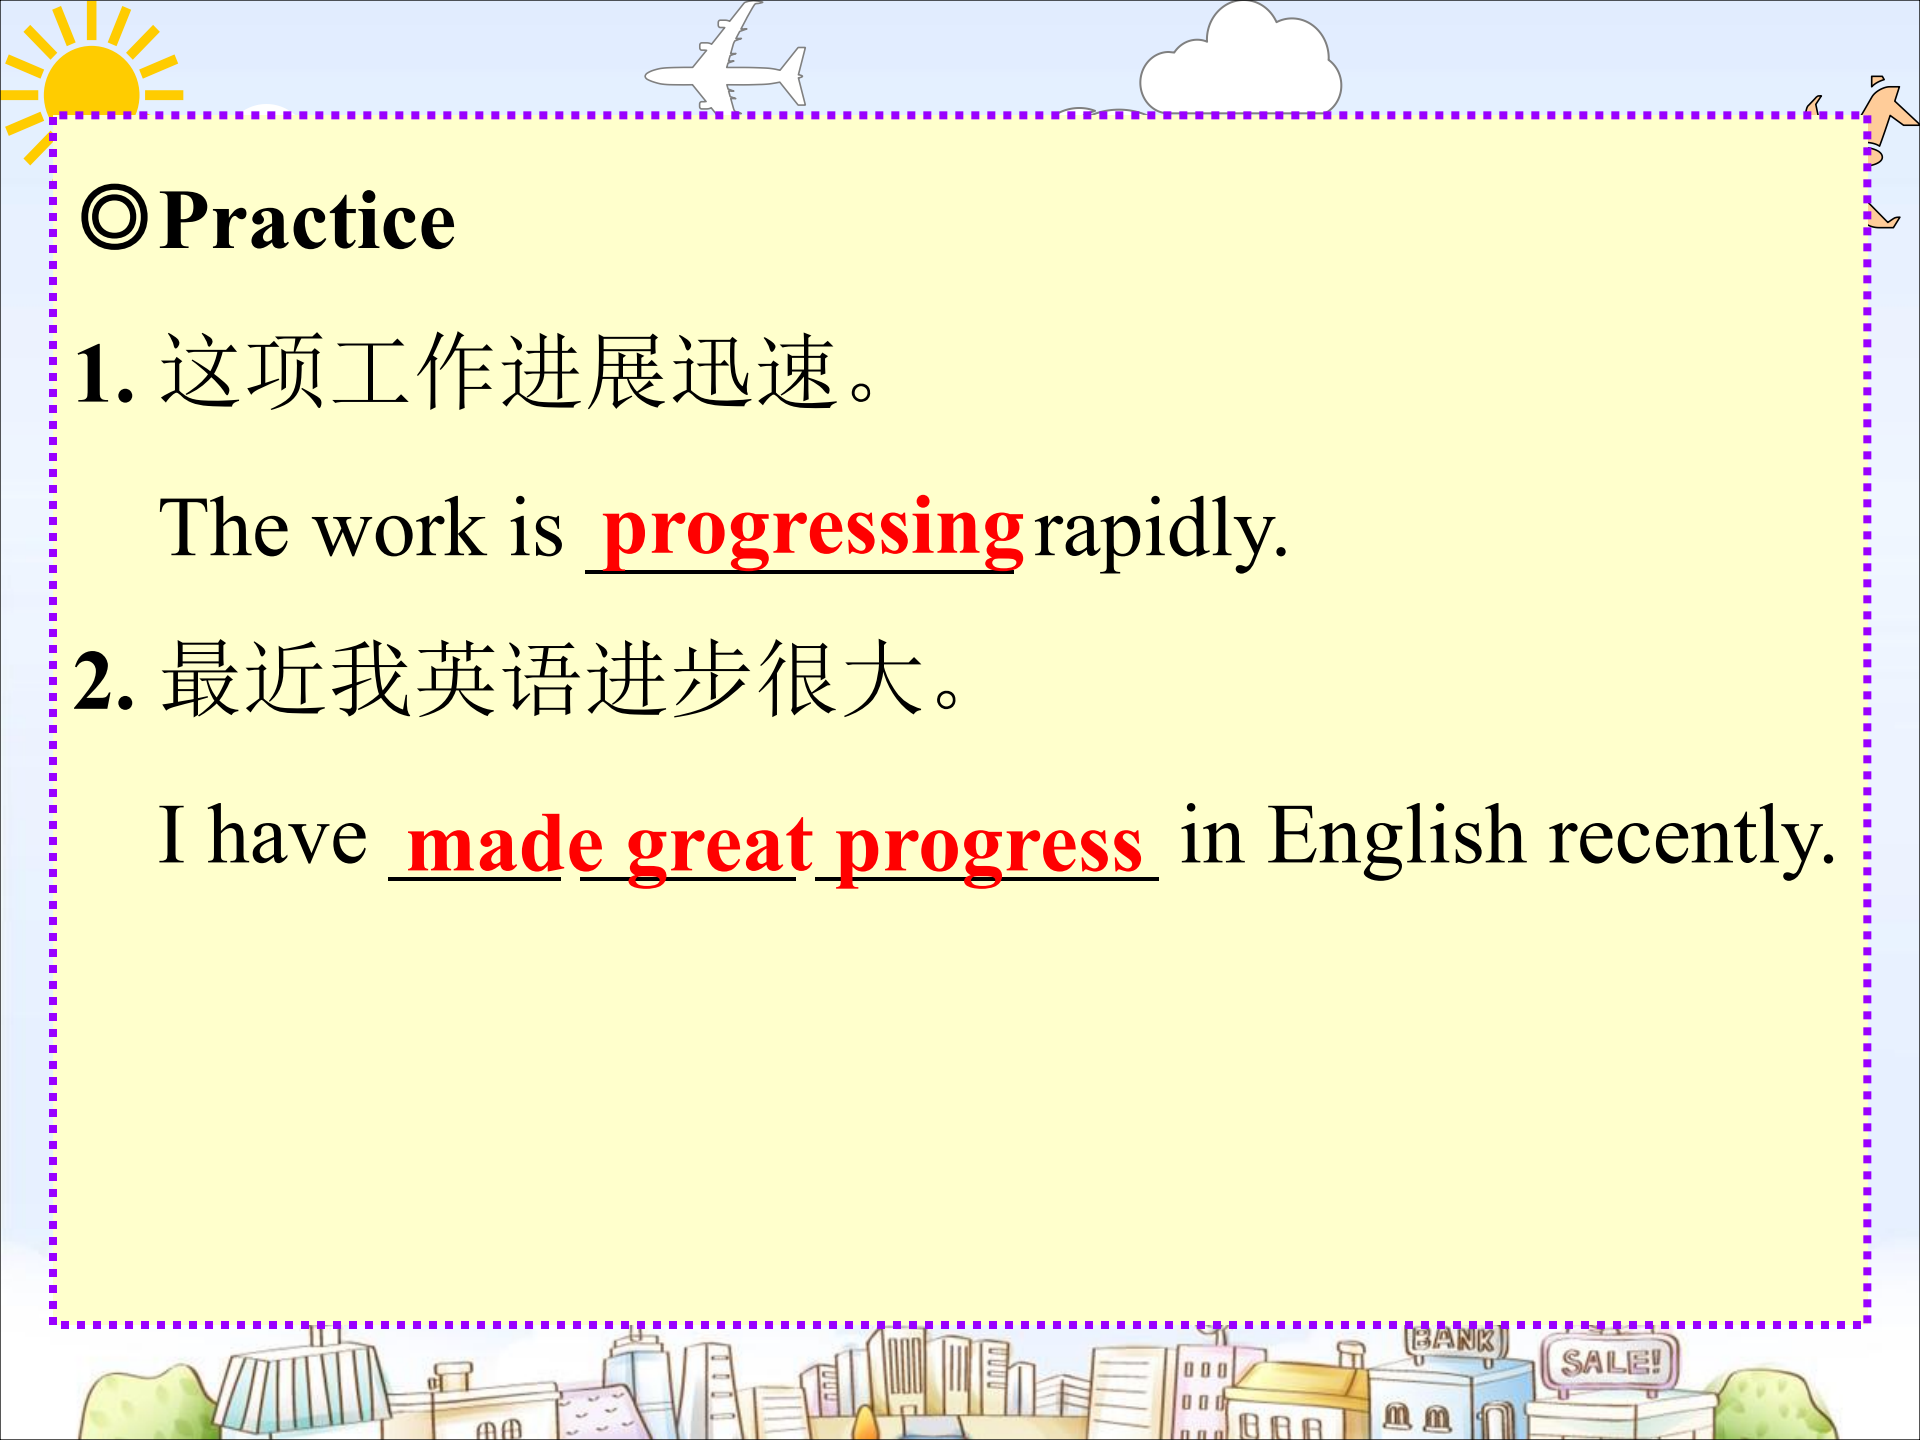 ◎Practice
1. 这项工作进展迅速。
The work is progressing rapidly.
2. 最近我英语进步很大。
I have made great progress in English recently.
BANK
SALE!